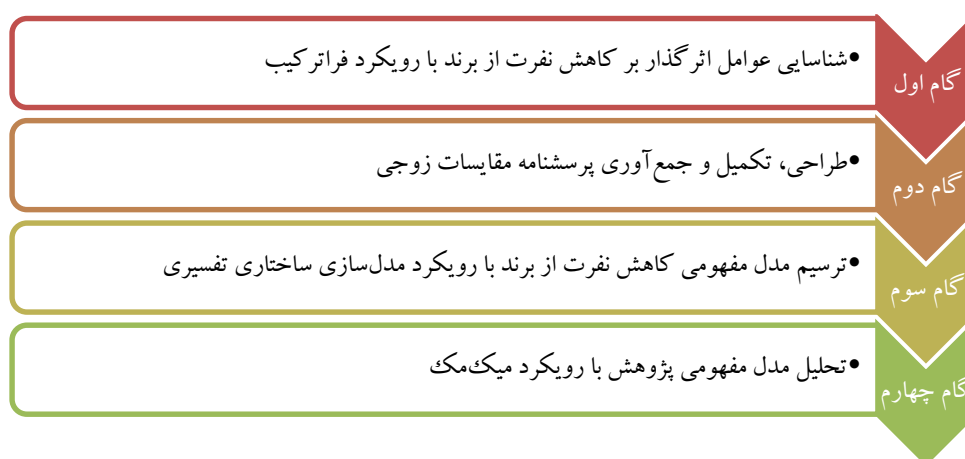 گام اول
•شناسایی عوامل اثرگذار بر کاهش نفرت از برند با رویکرد فراترکیب
گام دوم
•طراحی، تکمیل و جمع‌آوری پرسشنامه مقایسات زوجی
گام سوم
•ترسیم مدل مفهومی کاهش نفرت از برند با رویکرد مدل‌سازی ساختاری تفسیری
گام چهارم
•تحلیل مدل مفهومی پژوهش با رویکرد میک‌مک